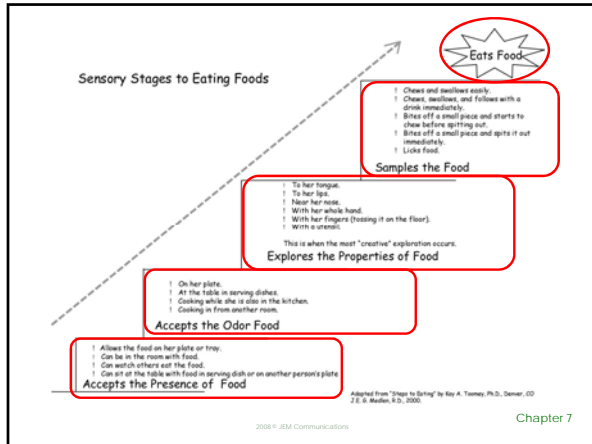 Eats Food
Sensory Stages to Eating Foods
! Chews and swallows easily.
! Chews, swallows, and follows with a
drink immediately.
! Bites off a small piece and starts to
chew before spitting out.
! Bites off a small piece and spits it out
immediately.
! Licks food.
Samples the Food
! To her tongue.
! To her lips.
! Near her nose.
! With her whole hand.
! With her fingers (tossing it on the floor).
! With a utensil.
This is when the most "creative" exploration occurs.
Explores the Properties of Food
! On her plate.
! At the table in serving dishes.
! Cooking while she is also in the kitchen.
! Cooking in from another room.
Accepts the Odor Food
! Allows the food on her plate or tray.
! Can be in the room with food.
! Can watch others eat the food.
! Can sit at the table with food in serving dish or on another person's plate
Accepts the Presence of Food
Adapted from "Steps to Eating" by Kay A. Toomey, Ph.D., Denver, CO
J.E.G. Medlen, R.D., 2000.
2008 © JEM Communications
Chapter 7